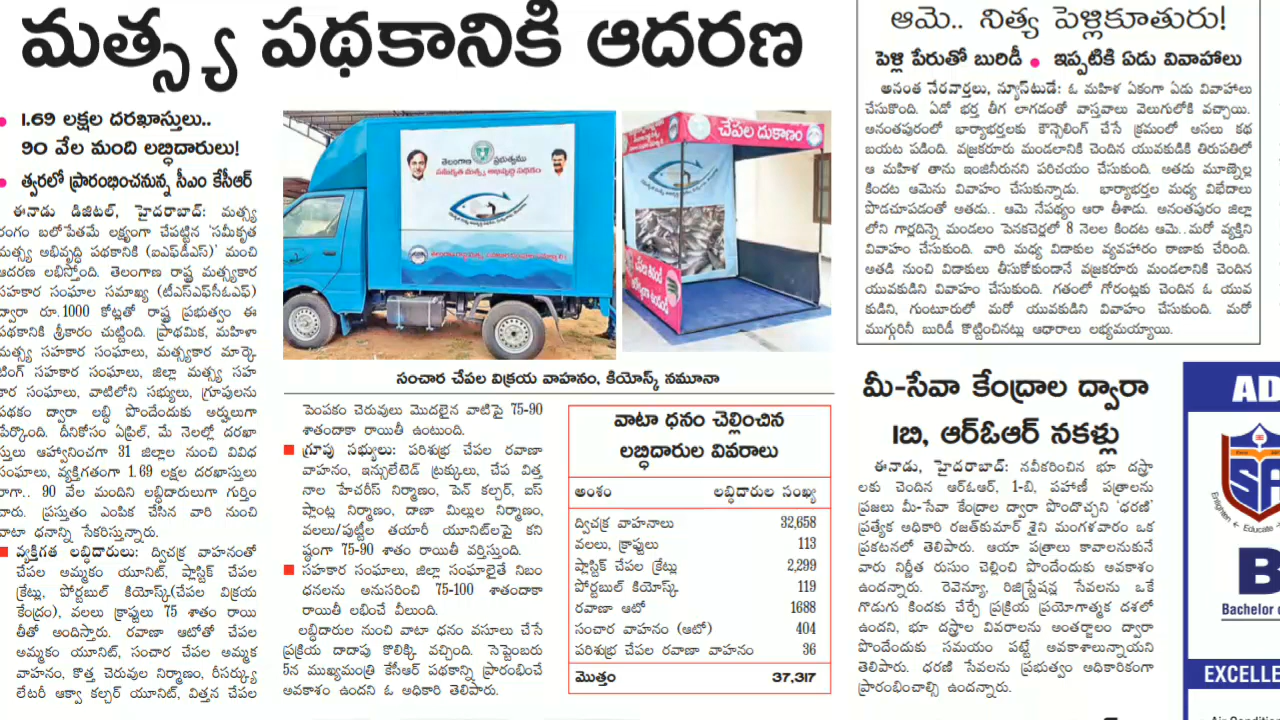 మత్స్య పథకానికి ఆదరణ
1.69 లక్షల దరఖాస్తులు..
90 వేల మంది లబ్ధిదారులు!
త్వరలో ప్రారంభించనున్న సీఎం కేసీఆర్
ఈనాడు డిజిటల్, హైదరాబాద్: మత్స్య
రంగం బలోపేతమే లక్ష్యంగా చేపట్టిన 'సమీకృత
మత్స్య అభివృద్ధి పథకానికి (ఐఎఫ్‌డీఎస్)' మంచి
ఆదరణ లభిస్తోంది. తెలంగాణ రాష్ట్ర మత్స్యకార
సహకార సంఘాల సమాఖ్య (టీఎస్ఎఫ్‌సీఓఎఫ్)
ద్వారా రూ.1000 కోట్లతో రాష్ట్ర ప్రభుత్వం ఈ
పథకానికి శ్రీకారం చుట్టింది. ప్రాథమిక, మహిళా
మత్స్య సహకార సంఘాలు, మత్స్యకార మార్కె
టింగ్ సహకార సంఘాలు, జిల్లా మత్స్య సహ
కార సంఘాలు, వాటిలోని సభ్యులు, గ్రూపులను
పథకం ద్వారా లబ్ధి పొందేందుకు అర్హులుగా
పేర్కొంది. దీనికోసం ఏప్రిల్, మే నెలల్లో దరఖా
స్తులు ఆహ్వానించగా 31 జిల్లాల నుంచి వివిధ
సంఘాలు, వ్యక్తిగతంగా 1.69 లక్షల దరఖాస్తులు
రాగా.. 90 వేల మందిని లబ్ధిదారులుగా గుర్తిం
చారు. ప్రస్తుతం ఎంపిక చేసిన వారి నుంచి
వాటా ధనాన్ని సేకరిస్తున్నారు.
వ్యక్తిగత లబ్ధిదారులు: ద్విచక్ర వాహనంతో
చేపల అమ్మకం యూనిట్, ప్లాస్టిక్ చేపల
క్రేట్లు, పోర్టబుల్ కియోస్క్(చేపల విక్రయ
కేంద్రం), వలలు క్రాఫ్టులు 75 శాతం రాయి
తీతో అందిస్తారు. రవాణా ఆటోతో చేపల
అమ్మకం యూనిట్, సంచార చేపల అమ్మక
వాహనం, కొత్త చెరువుల నిర్మాణం, రీసర్క్యు
లేటరీ ఆక్వా కల్చర్ యూనిట్, విత్తన చేపల
తెలంగాణ ప్రభుత్వము
సమీకృత మత్స్య అభివృద్ధి పథకం
చేపల దుకాణం
సంచార చేపల విక్రయ వాహనం, కియోస్క్ నమూనా
పెంపకం చెరువులు మొదలైన వాటిపై 75-90
శాతందాకా రాయితీ ఉంటుంది.
గ్రూపు సభ్యులు: పరిశుభ్ర చేపల రవాణా
వాహనం, ఇన్సులేటెడ్ ట్రక్కులు, చేప విత్త
నాల హేచరీస్ నిర్మాణం, పెన్ కల్చర్, ఐస్
ప్లాంట్ల నిర్మాణం, దాణా మిల్లుల నిర్మాణం,
వలలు/పుట్టీల తయారీ యూనిట్‌లపై కని
ష్ఠంగా 75-90 శాతం రాయితీ వర్తిస్తుంది.
సహకార సంఘాలు, జిల్లా సంఘాలైతే నిబం
ధనలను అనుసరించి 75-100 శాతందాకా
రాయితీ లభించే వీలుంది.
లబ్ధిదారుల నుంచి వాటా ధనం వసూలు చేసే
ప్రక్రియ దాదాపు కొలిక్కి వచ్చింది. సెప్టెంబరు
5న ముఖ్యమంత్రి కేసీఆర్ పథకాన్ని ప్రారంభించే
అవకాశం ఉందని ఓ అధికారి తెలిపారు.
వాటా ధనం చెల్లించిన
లబ్ధిదారుల వివరాలు
అంశం లబ్ధిదారుల సంఖ్య
ద్విచక్ర వాహనాలు 32,658
వలలు, క్రాఫ్టులు 113
ప్లాస్టిక్ చేపల క్రేట్లు 2,299
పోర్టబుల్ కియోస్క్ 119
రవాణా ఆటో 1688
సంచార వాహనం (ఆటో) 404
పరిశుభ్ర చేపల రవాణా వాహనం 36
మొత్తం 37,317
ఆమె.. నిత్య పెళ్లికూతురు!
పెళ్లి పేరుతో బురిడీ ● ఇప్పటికి ఏడు వివాహాలు
అనంత నేరవార్తలు, న్యూస్‌టుడే: ఓ మహిళ ఏకంగా ఏడు వివాహాలు
చేసుకొంది. ఏడో భర్త తీగ లాగడంతో వాస్తవాలు వెలుగులోకి వచ్చాయి.
అనంతపురంలో భార్యాభర్తలకు కౌన్సెలింగ్ చేసే క్రమంలో అసలు కథ
బయట పడింది. వజ్రకరూరు మండలానికి చెందిన యువకుడికి తిరుపతిలో
ఆ మహిళ తాను ఇంజినీరునని పరిచయం చేసుకుంది. అతడు మూణ్నెల్ల
కిందట ఆమెను వివాహం చేసుకున్నాడు. భార్యాభర్తల మధ్య విభేదాలు
పొడచూపడంతో అతడు.. ఆమె నేపథ్యం ఆరా తీశాడు. అనంతపురం జిల్లా
లోని గార్లదిన్నె మండలం పెనకచెర్లలో 8 నెలల కిందట ఆమె..మరో వ్యక్తిని
వివాహం చేసుకుంది. వారి మధ్య విడాకుల వ్యవహారం ఠాణాకు చేరింది.
అతడి నుంచి విడాకులు తీసుకోకుండానే వజ్రకరూరు మండలానికి చెందిన
యువకుడిని వివాహం చేసుకుంది. గతంలో గోరంట్లకు చెందిన ఓ యువ
కుడిని, గుంటూరులో మరో యువకుడిని వివాహం చేసుకుంది. మరో
ముగ్గురినీ బురిడీ కొట్టించినట్లు ఆధారాలు లభ్యమయ్యాయి.
మీ-సేవా కేంద్రాల ద్వారా
1బి, ఆర్ఓఆర్ నకళ్లు
ఈనాడు, హైదరాబాద్: నవీకరించిన భూ దస్త్రా
లకు చెందిన ఆర్ఓఆర్, 1-బి, పహాణీ పత్రాలను
ప్రజలు మీ-సేవా కేంద్రాల ద్వారా పొందొచ్చని 'ధరణి'
ప్రత్యేక అధికారి రజత్‌కుమార్ శైని మంగళవారం ఒక
ప్రకటనలో తెలిపారు. ఆయా పత్రాలు కావాలనుకునే
వారు నిర్ణీత రుసుం చెల్లించి పొందేందుకు అవకాశం
ఉందన్నారు. రెవెన్యూ, రిజిస్ట్రేషన్ల సేవలను ఒకే
గొడుగు కిందకు చేర్చే ప్రక్రియ ప్రయోగాత్మక దశలో
ఉందని, భూ దస్త్రాల వివరాలను అంతర్జాలం ద్వారా
పొందేందుకు సమయం పట్టే అవకాశాలున్నాయని
తెలిపారు. ధరణి సేవలను ప్రభుత్వం అధికారికంగా
ప్రారంభించాల్సి ఉందన్నారు.
AD
Enlighten Educate
B
Bachelor
EXCELLE